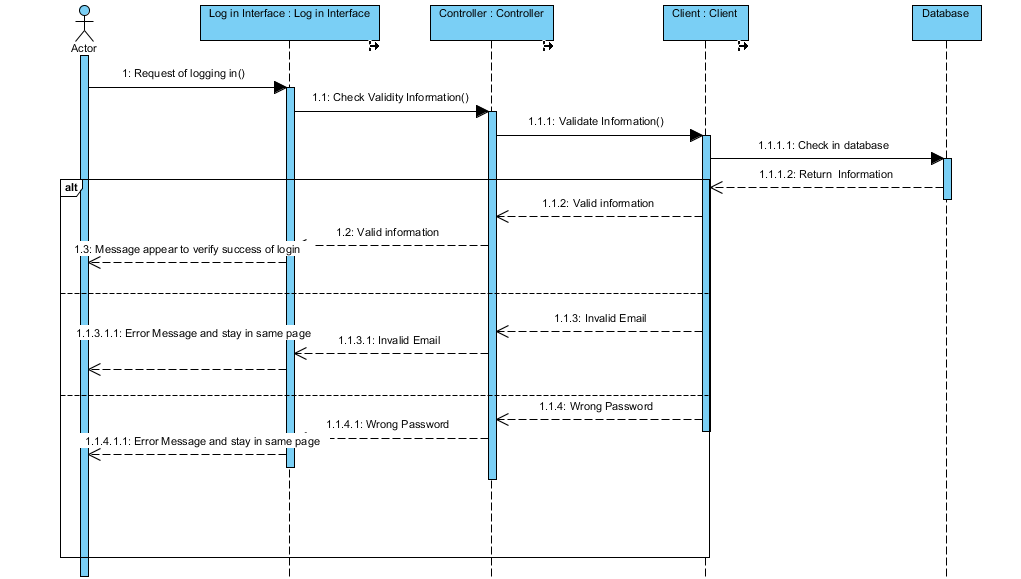 Log in Interface : Log in Interface
Controller : Controller
Client : Client
Database
Actor
1: Request of logging in()
1.1: Check Validity Information()
1.1.1: Validate Information()
1.1.1.1: Check in database
1.1.1.2: Return Information
alt
1.1.2: Valid information
1.2: Valid information
1.3: Message appear to verify success of login
1.1.3: Invalid Email
1.1.3.1: Invalid Email
1.1.3.1.1: Error Message and stay in same page
1.1.4: Wrong Password
1.1.4.1: Wrong Password
1.1.4.1.1: Error Message and stay in same page